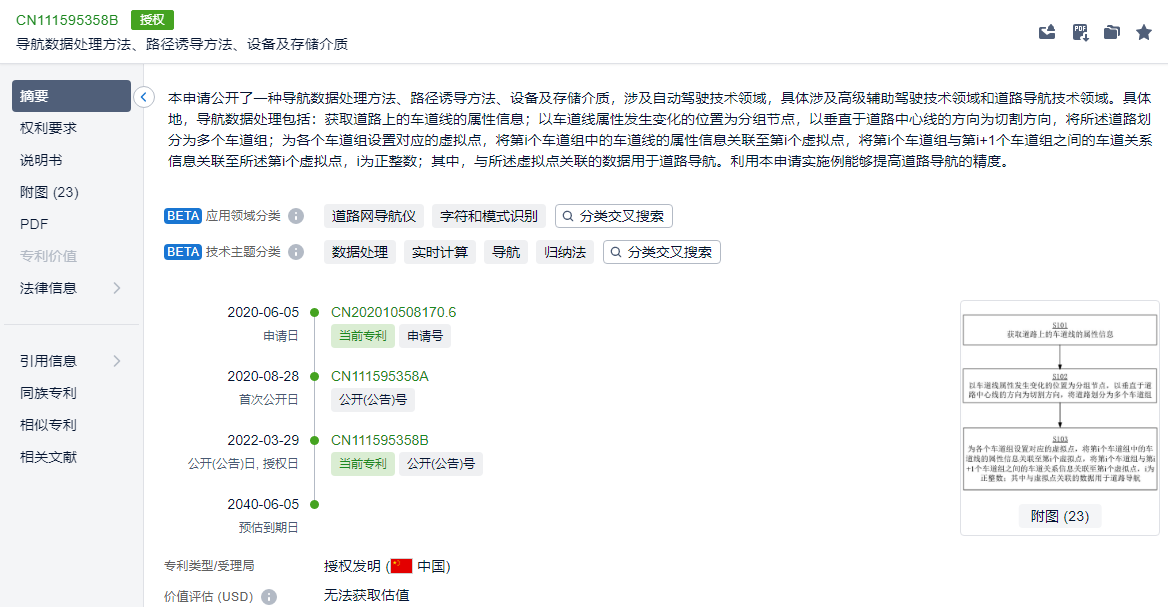 CN111595358B 授权
导航数据处理方法、路径诱导方法、设备及存储介质
PDF
摘要
权利要求
说明书
附图 (23)
PDF
专利价值
法律信息
引用信息
同族专利
相似专利
相关文献
本申请公开了一种导航数据处理方法、路径诱导方法、设备及存储介质，涉及自动驾驶技术领域，具体涉及高级辅助驾驶技术领域和道路导航技术领域。具体
地，导航数据处理包括：获取道路上的车道线的属性信息；以车道线属性发生变化的位置为分组节点，以垂直于道路中心线的方向为切割方向，将所述道路划
分为多个车道组；为各个车道组设置对应的虚拟点，将第i个车道组中的车道线的属性信息关联至第i个虚拟点，将第i个车道组与第i+1个车道组之间的车道关系
信息关联至所述第i个虚拟点，i为正整数；其中，与所述虚拟点关联的数据用于道路导航。利用本申请实施例能够提高道路导航的精度。
BETA 应用领域分类 道路网导航仪 字符和模式识别 分类交叉搜索
BETA 技术主题分类 数据处理 实时计算 导航 归纳法 分类交叉搜索
2020-06-05 CN202010508170.6
申请日 当前专利 申请号
2020-08-28 CN111595358A
首次公开日 公开(公告)号
2022-03-29 CN111595358B
公开(公告)日, 授权日 当前专利 公开(公告)号
2040-06-05
预估到期日
S101
获取道路上的车道线的属性信息
S102
以车道线属性发生变化的位置为分组节点，以垂直于道
路中心线的方向为切割方向，将道路划分为多个车道组
S103
为各个车道组设置对应的虚拟点，将第i个车道组中的车
道线的属性信息关联至第i个虚拟点，将第i个车道组与第i
+1个车道组之间的车道关系信息关联至第i个虚拟点，i为
正整数；其中与虚拟点关联的数据用于道路导航
附图 (23)
专利类型/受理局 授权发明 (中国)
价值评估 (USD) 无法获取估值